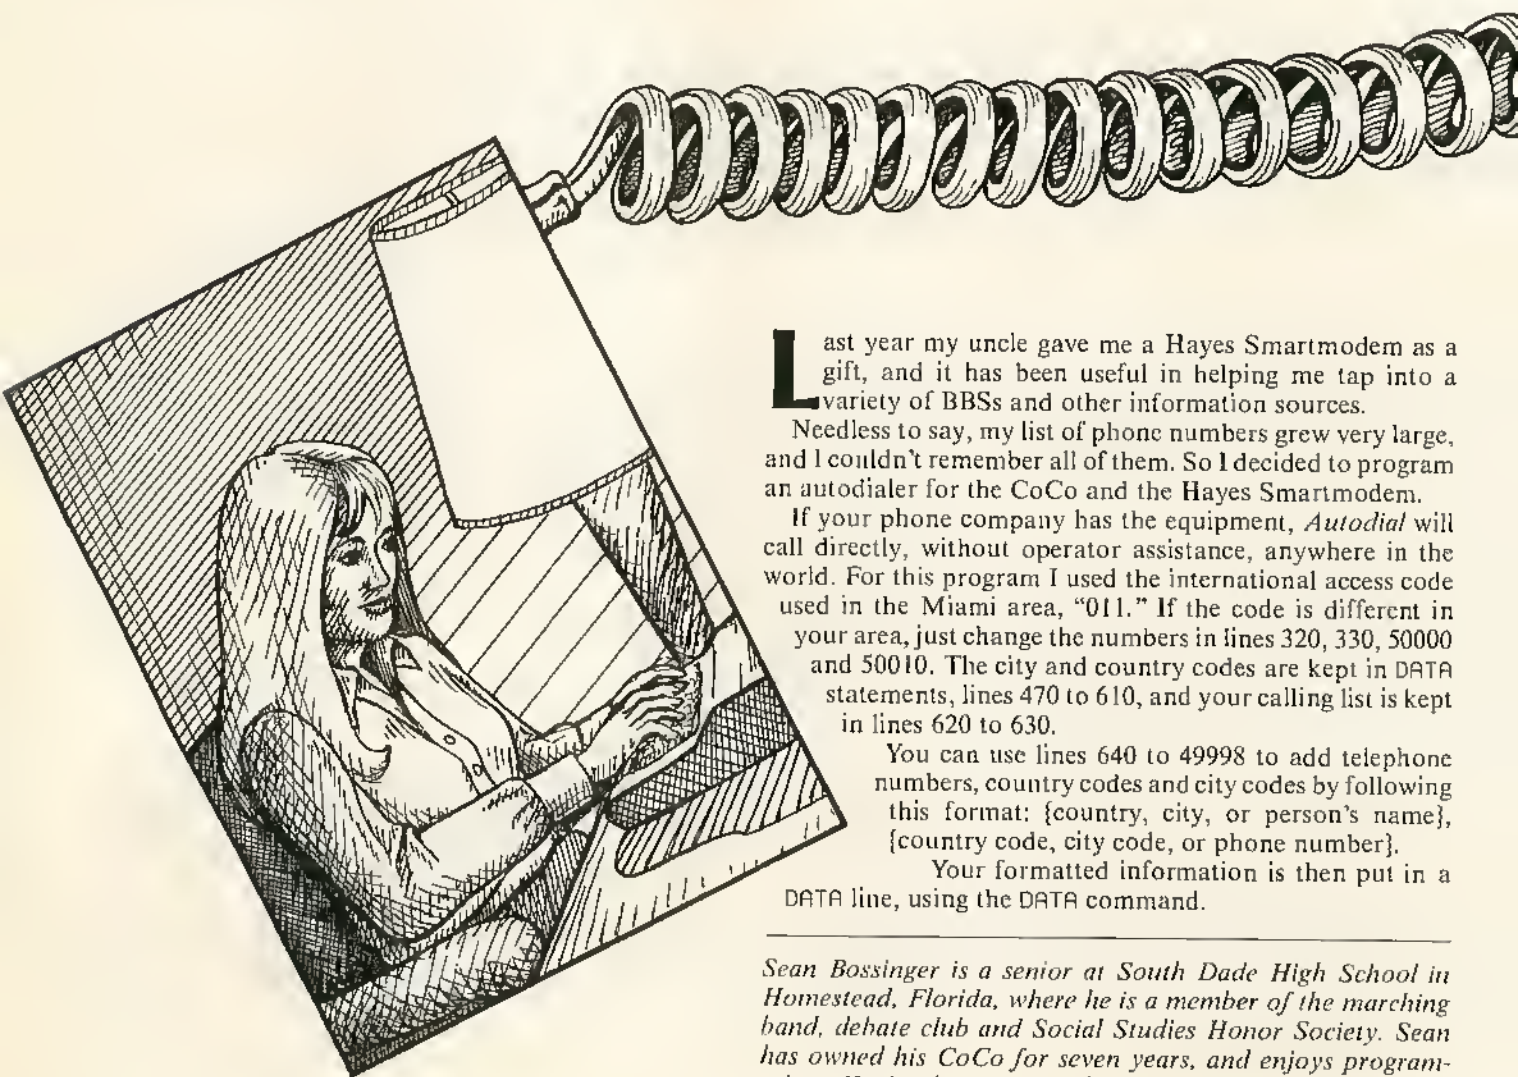 Last year my uncle gave me a Hayes Smartmodem as a
gift, and it has been useful in helping me tap into a
variety of BBSs and other information sources.
Needless to say, my list of phone numbers grew very large,
and I couldn't remember all of them. So I decided to program
an autodialer for the CoCo and the Hayes Smartmodem.
If your phone company has the equipment, Autodial will
call directly, without operator assistance, anywhere in the
world. For this program I used the international access code
used in the Miami area, "011." If the code is different in
your area, just change the numbers in lines 320, 330, 50000
and 50010. The city and country codes are kept in DATA
statements, lines 470 to 610, and your calling list is kept
in lines 620 to 630.
You can use lines 640 to 49998 to add telephone
numbers, country codes and city codes by following
this format: {country, city, or person's name},
{country code, city code, or phone number}.
Your formatted information is then put in a
DATA line, using the DATA command.
Sean Bossinger is a senior at South Dade High School in
Homestead, Florida, where he is a member of the marching
band, debate club and Social Studies Honor Society. Sean
has owned his CoCo for seven years, and enjoys program-